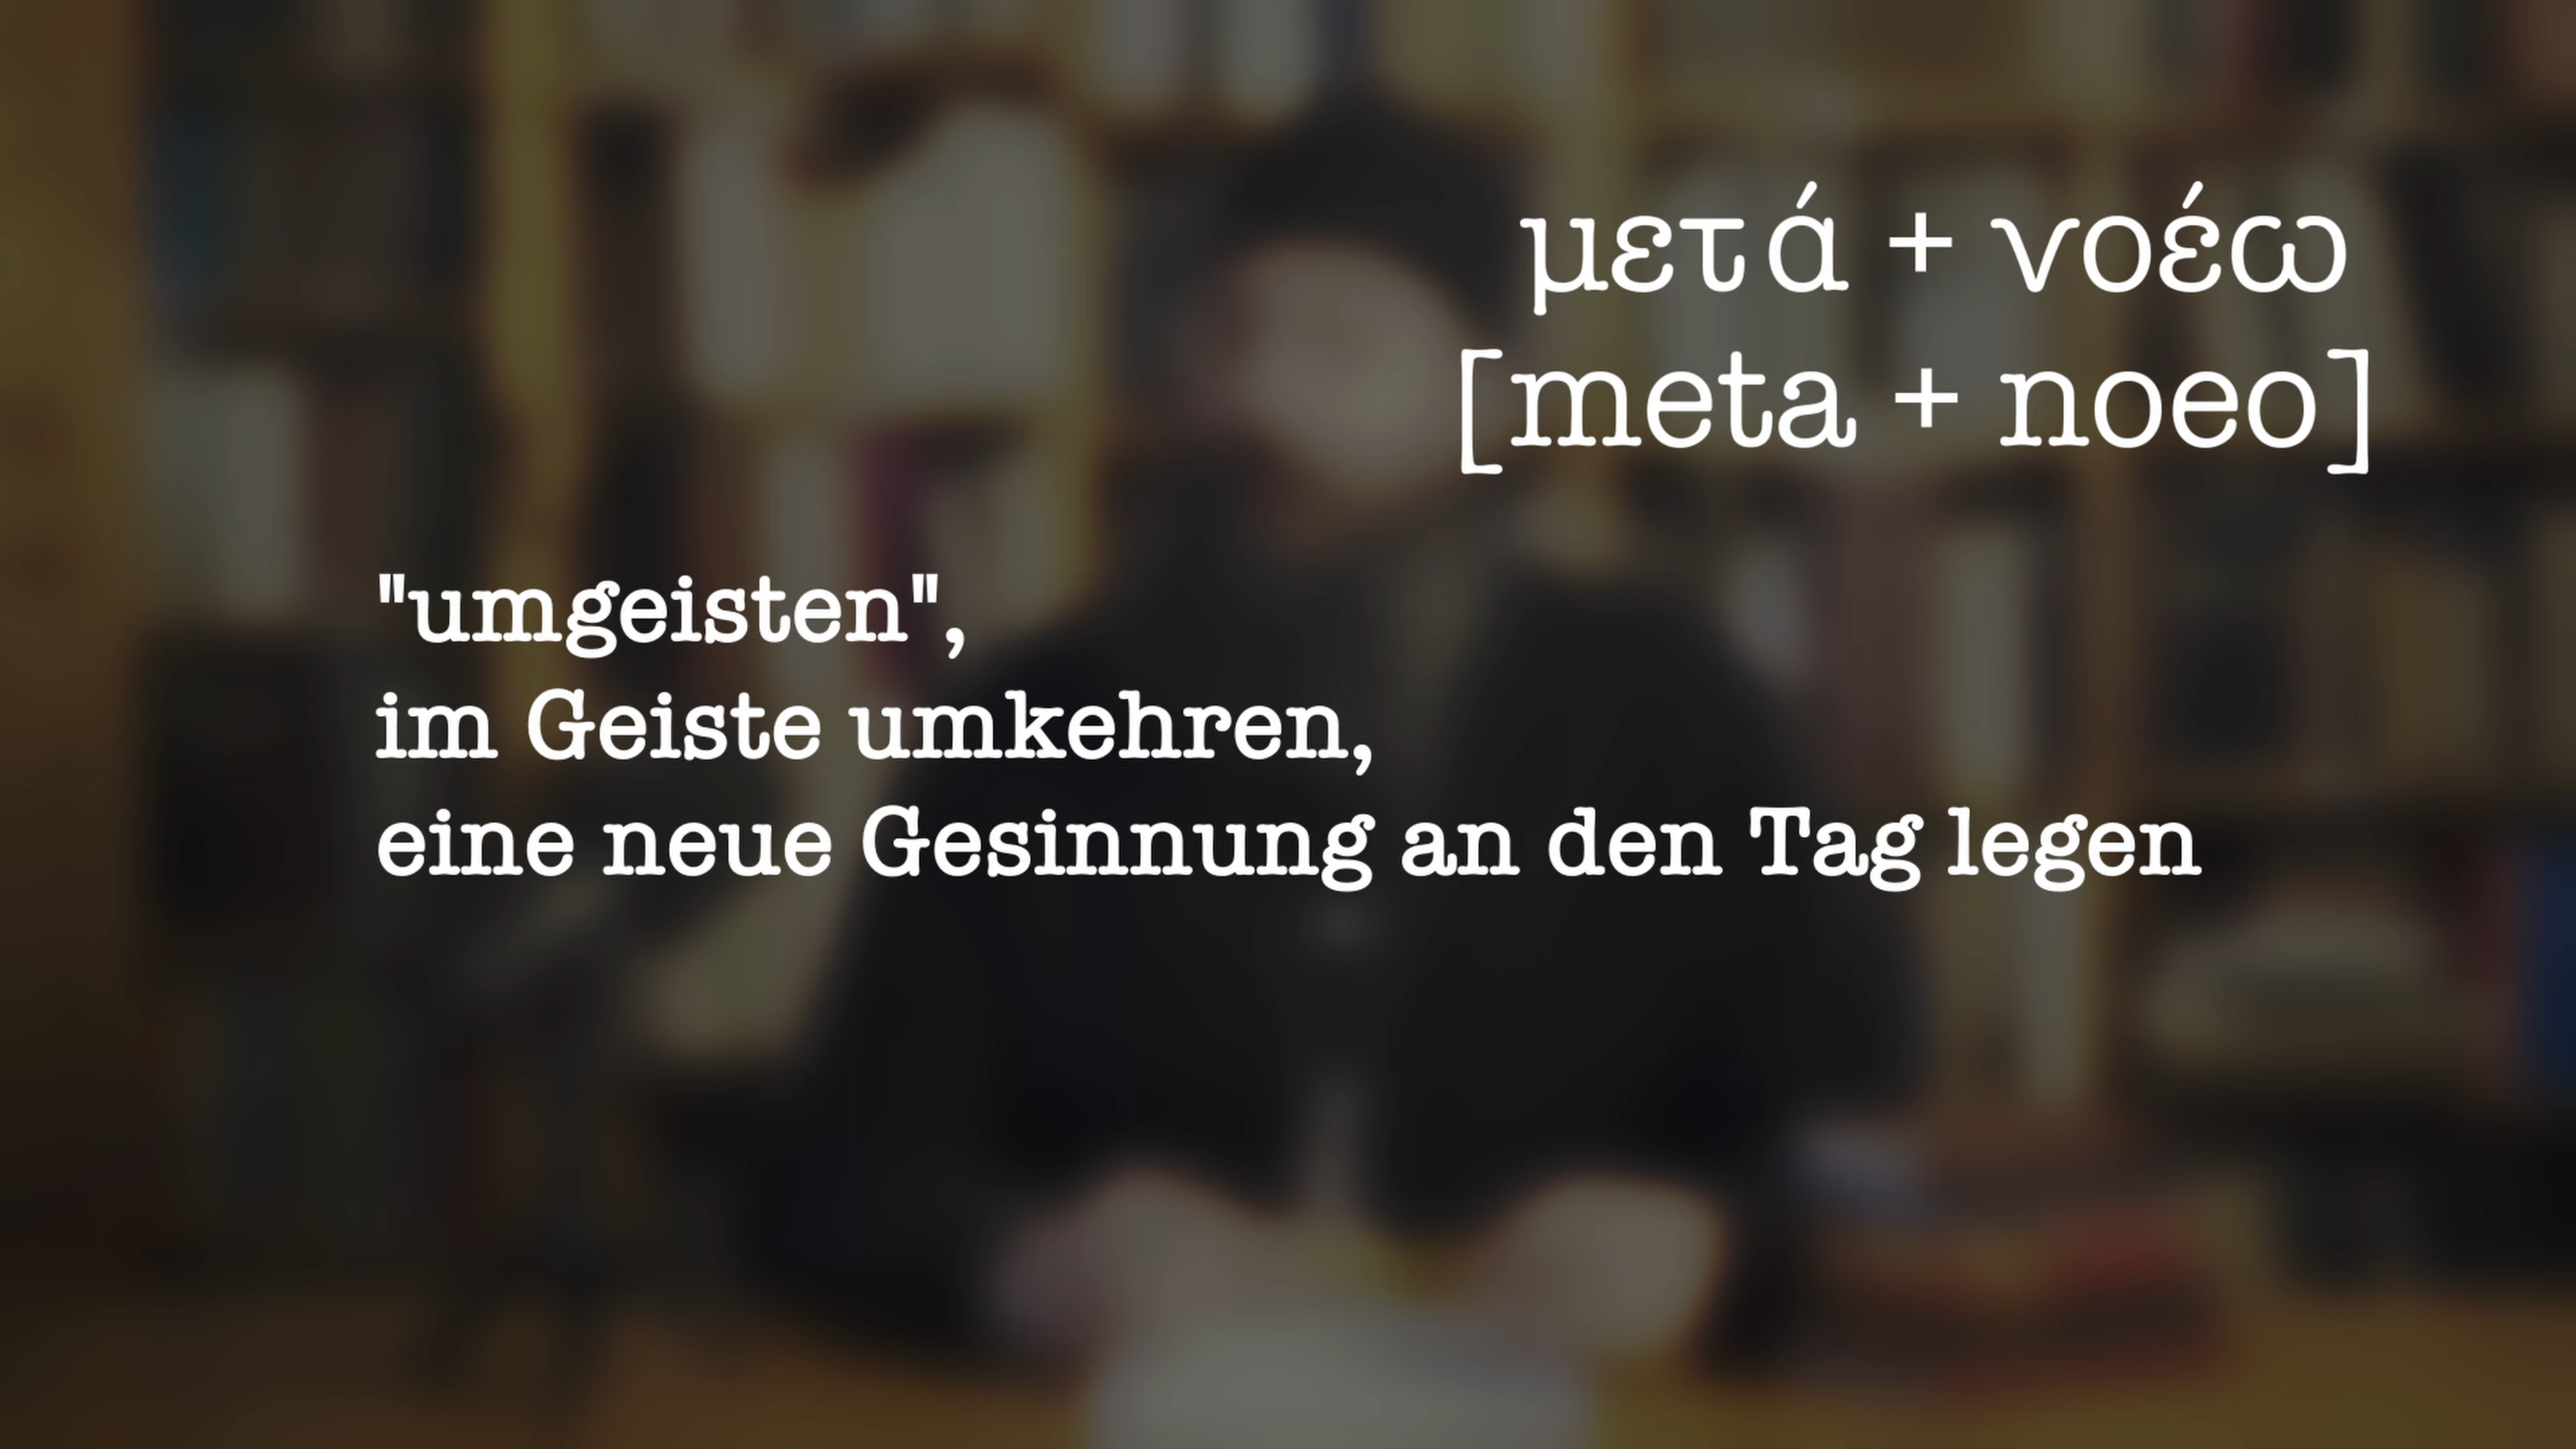 μετά + νοέω
[meta + noeo]
"umgeisten",
im Geiste umkehren,
eine neue Gesinnung an den Tag legen